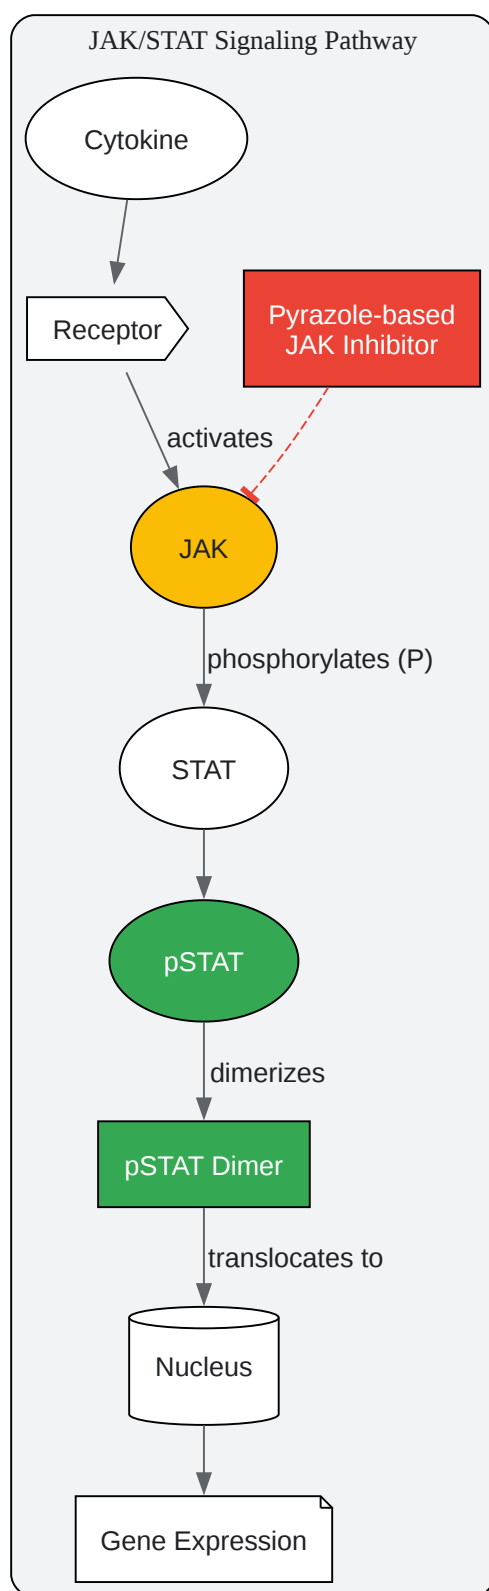 JAK/STAT Signaling Pathway
Cytokine
Receptor
Pyrazole-based
JAK Inhibitor
activates
JAK
phosphorylates (P)
STAT
pSTAT
dimerizes
pSTAT Dimer
translocates to
Nucleus
Gene Expression